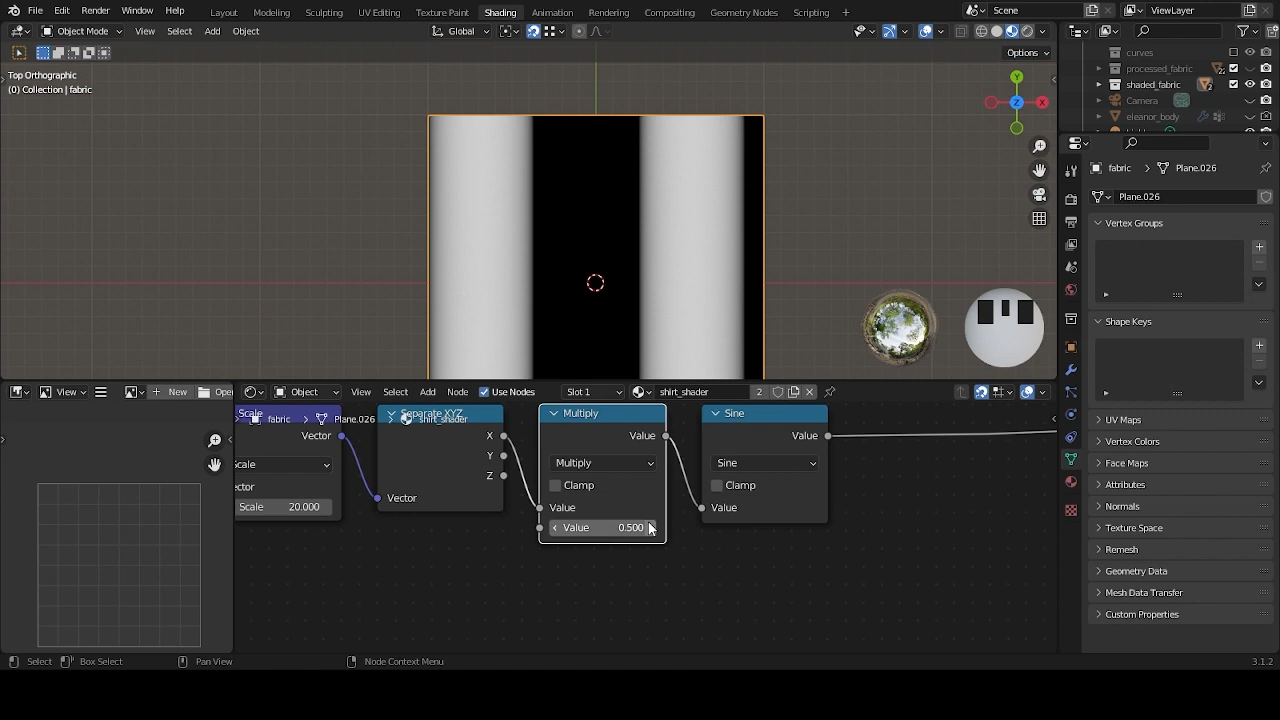 File Edit Render Window Help Layout Modeling Sculpting UV Editing Texture Paint Shading Animation Rendering Compositing Geometry Nodes Scripting Scene ViewLayer
Object Mode View Select Add Object Global
Options
Top Orthographic
(0) Collection | fabric
Y
X
Z
curves
processed_fabric
shaded_fabric 2
Camera
eleanor_body
fabric Plane.026
Plane.026
Vertex Groups
Shape Keys
UV Maps
Vertex Colors
Face Maps
Attributes
Normals
Texture Space
Remesh
Geometry Data
Mesh Data Transfer
Custom Properties
View New Open
Object View Select Add Node Use Nodes Slot 1 shirt_shader 2
fabric Plane.026 shirt_shader
Scale
Vector
Scale
ector
Scale 20.000
Separate XYZ
X
Y
Z
Vector
Multiply
Value
Multiply
Clamp
Value
Value 0.500
Sine
Value
Sine
Clamp
Value
Select Box Select Pan View Node Context Menu 3.1.2